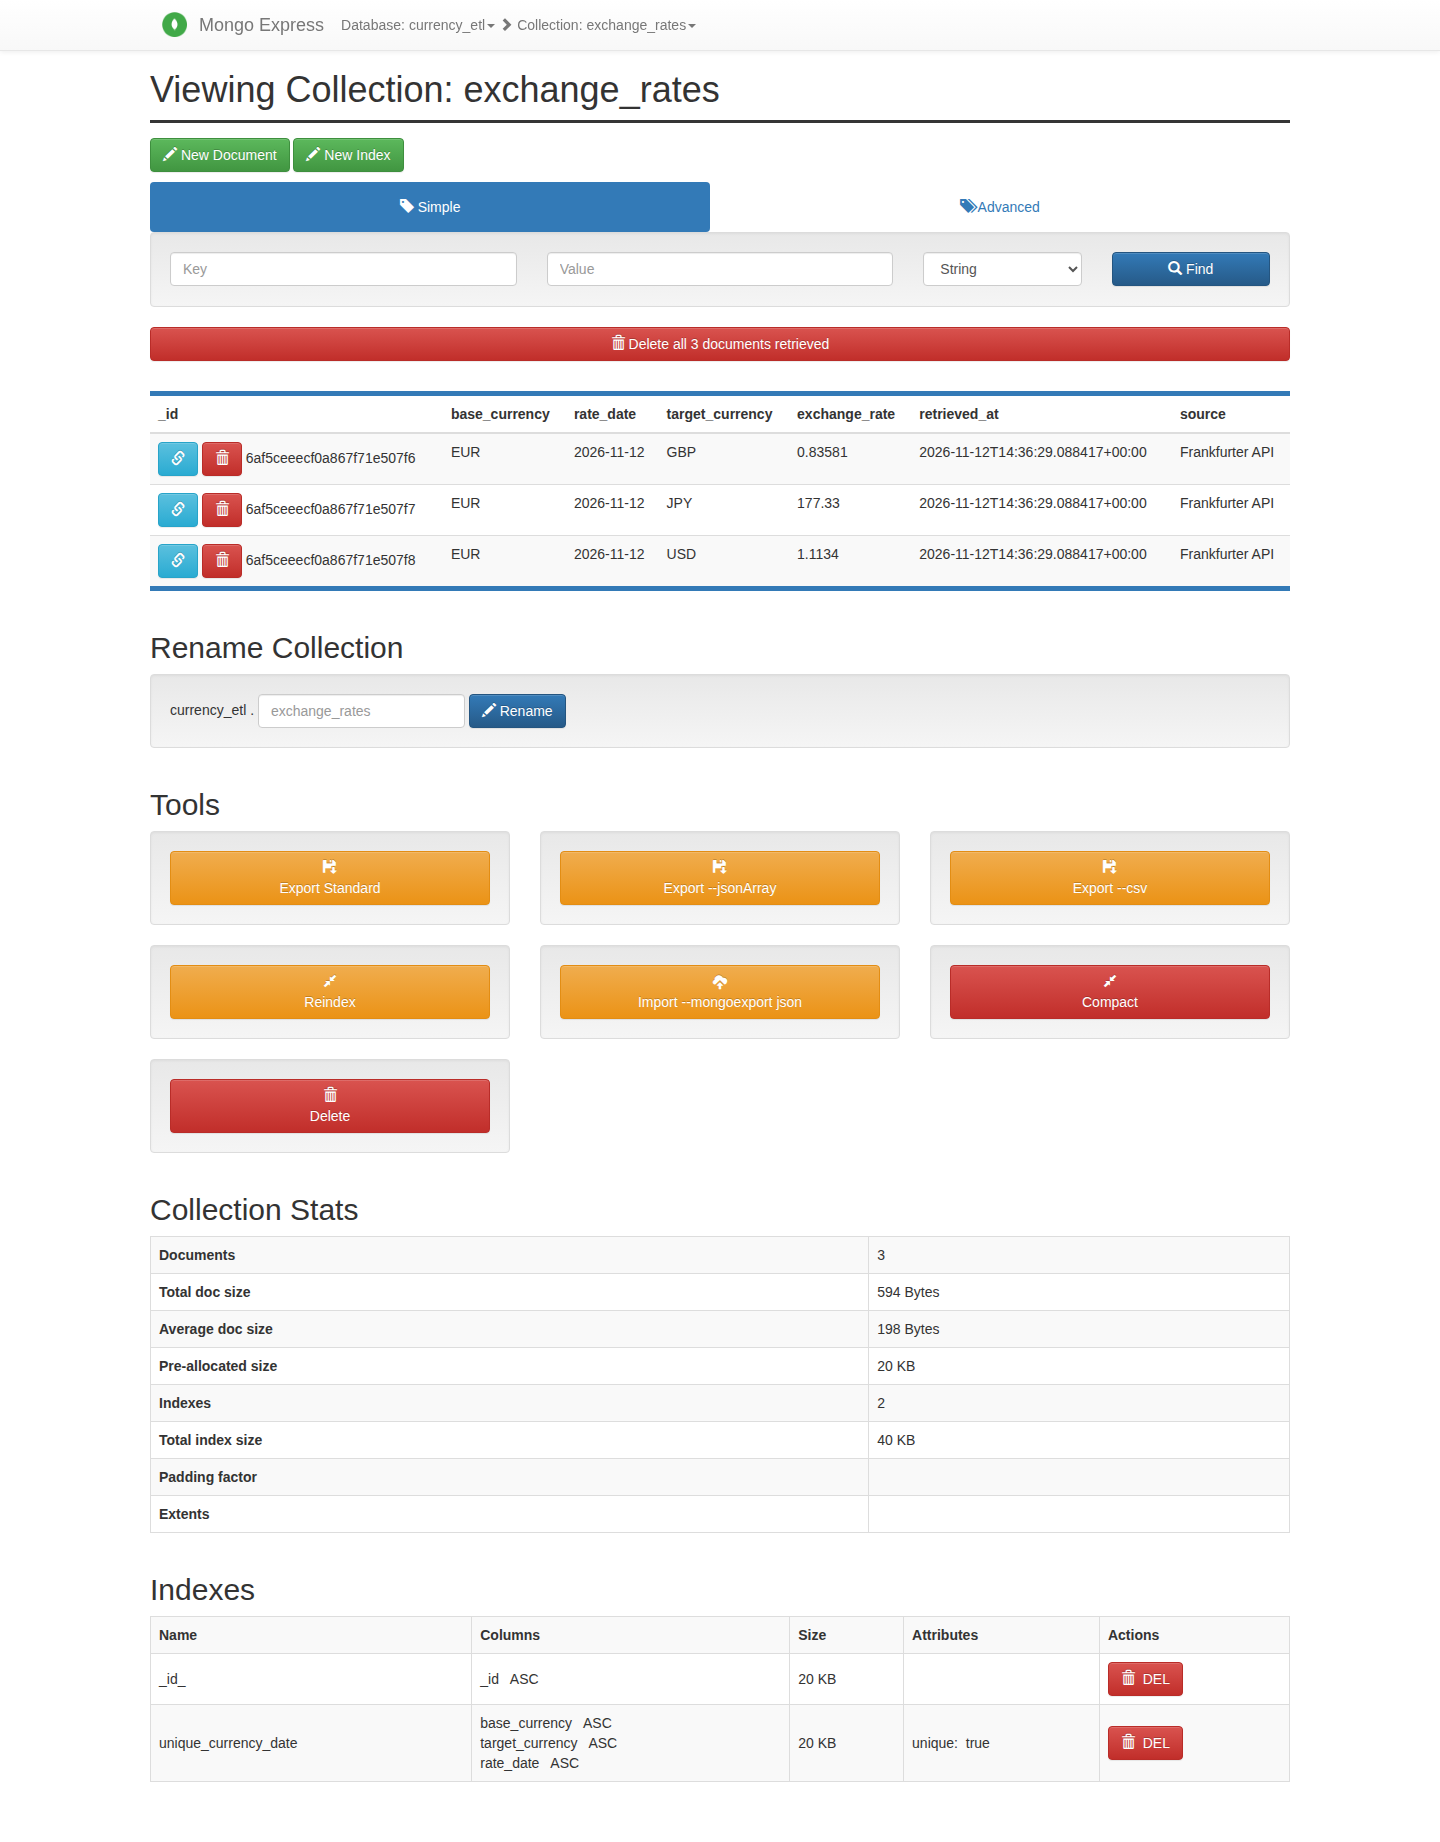 Mongo Express Database: currency_etl Collection: exchange_rates
Viewing Collection: exchange_rates
New Document New Index
Simple Advanced
Key Value String Find
Delete all 3 documents retrieved
_id base_currency rate_date target_currency exchange_rate retrieved_at source
6af5ceeecf0a867f71e507f6 EUR 2026-11-12 GBP 0.83581 2026-11-12T14:36:29.088417+00:00 Frankfurter API
6af5ceeecf0a867f71e507f7 EUR 2026-11-12 JPY 177.33 2026-11-12T14:36:29.088417+00:00 Frankfurter API
6af5ceeecf0a867f71e507f8 EUR 2026-11-12 USD 1.1134 2026-11-12T14:36:29.088417+00:00 Frankfurter API
Rename Collection
currency_etl . exchange_rates Rename
Tools
Export Standard Export --jsonArray Export --csv
Reindex Import --mongoexport json Compact
Delete
Collection Stats
Documents 3
Total doc size 594 Bytes
Average doc size 198 Bytes
Pre-allocated size 20 KB
Indexes 2
Total index size 40 KB
Padding factor
Extents
Indexes
Name Columns Size Attributes Actions
_id_ _id ASC 20 KB DEL
base_currency ASC
unique_currency_date target_currency ASC 20 KB unique: true DEL
rate_date ASC